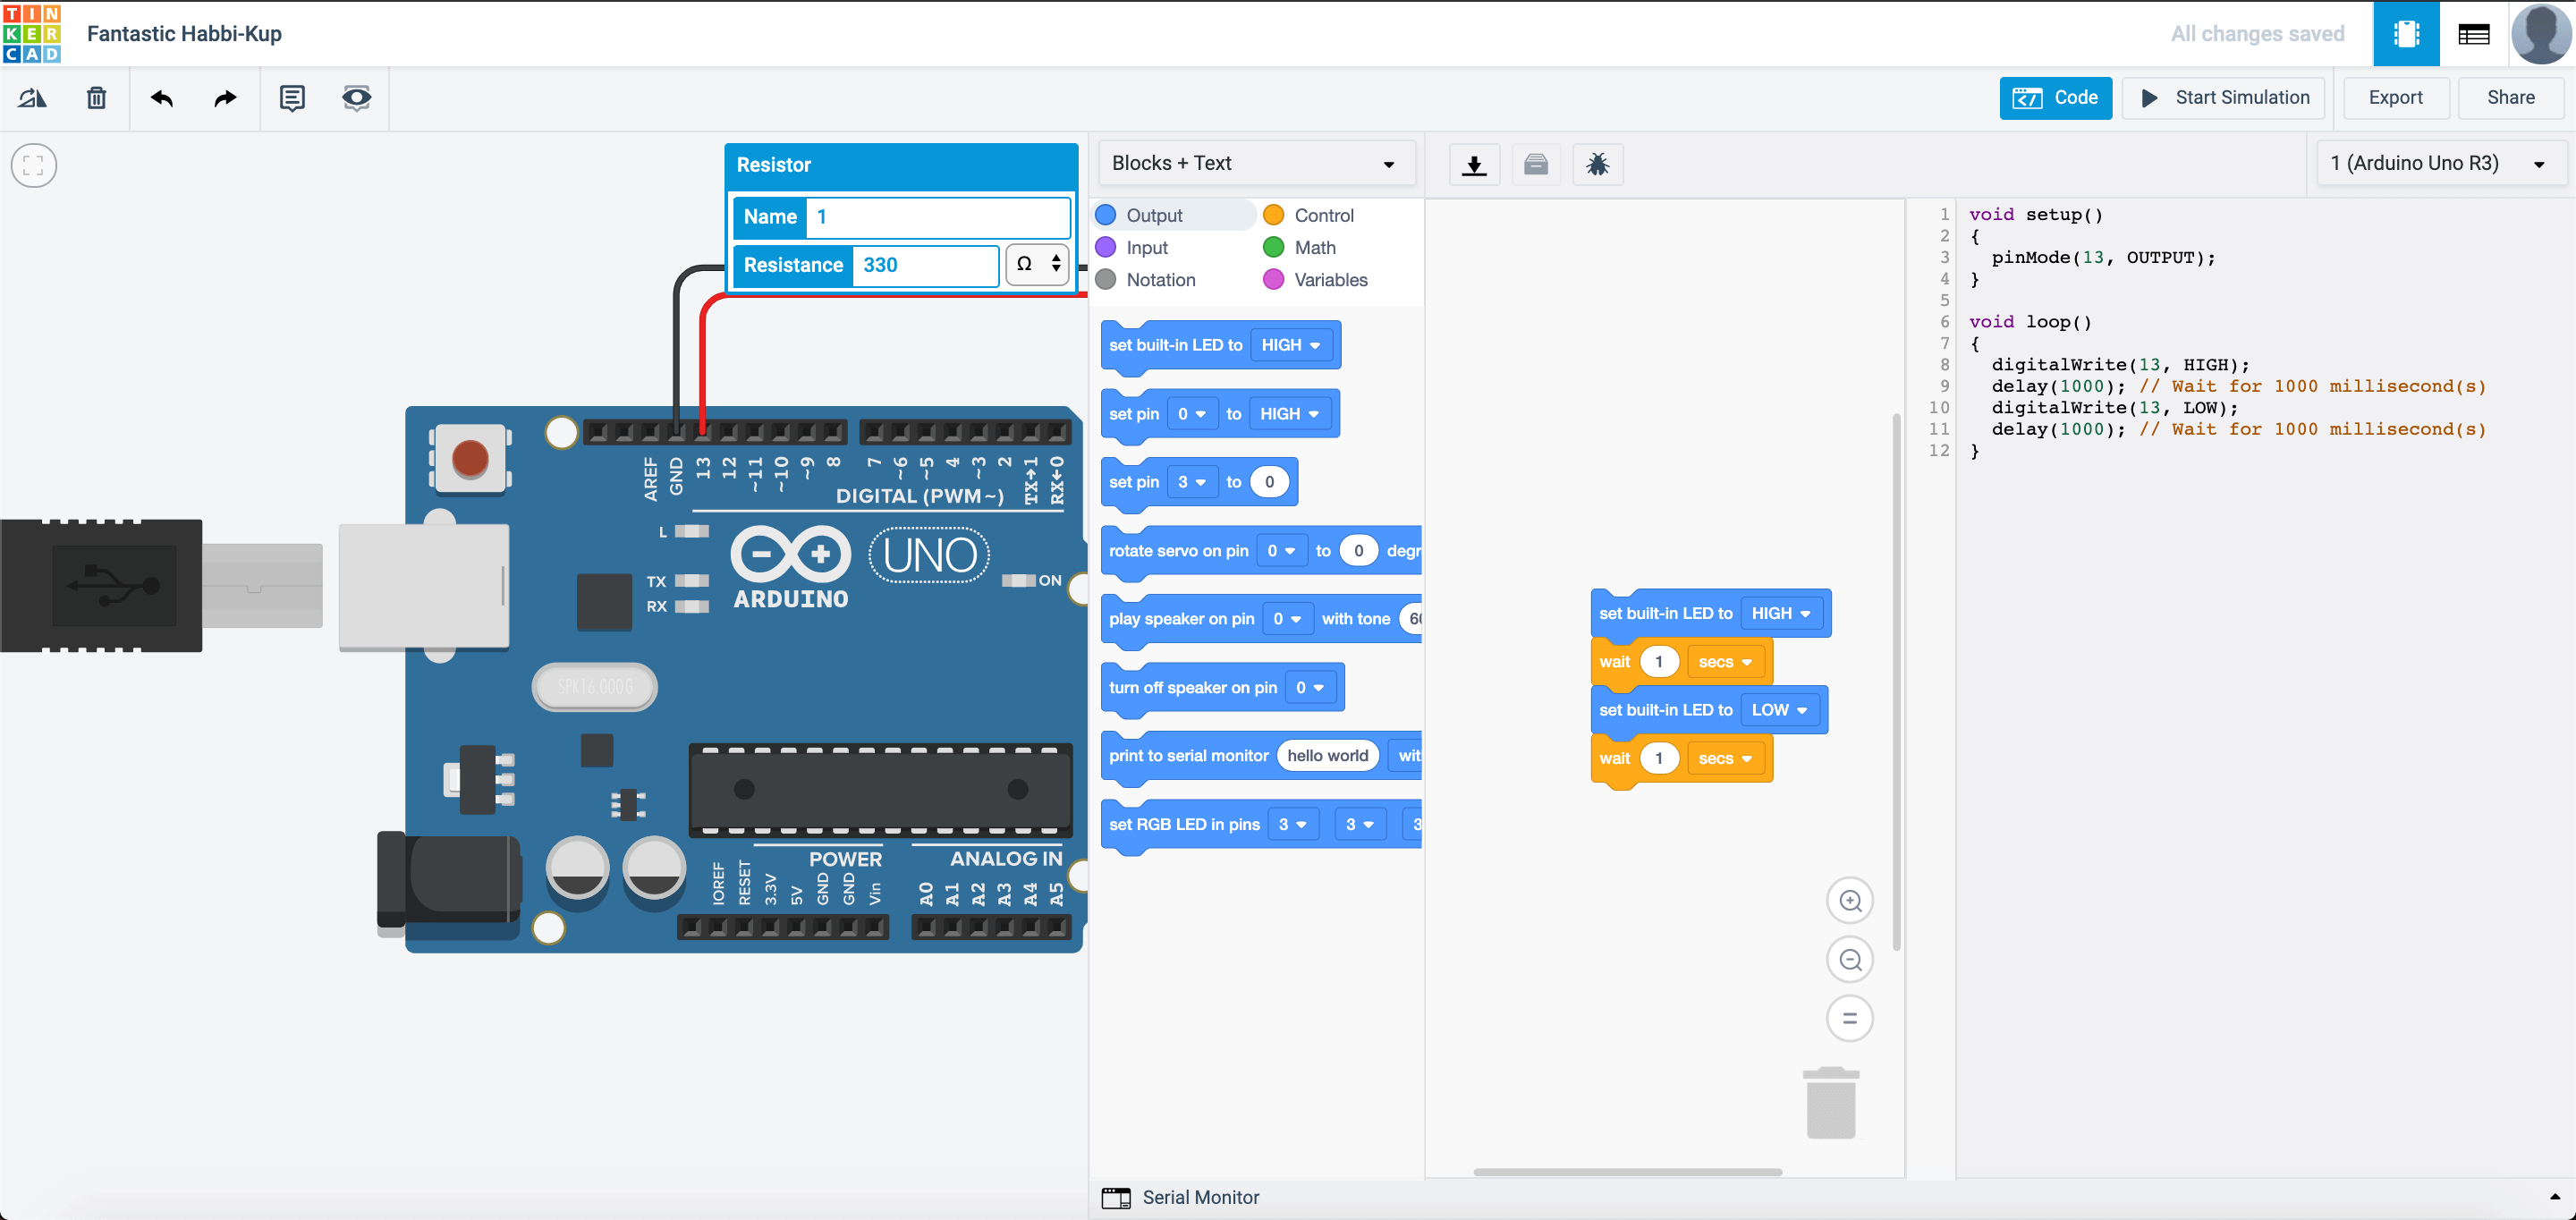 TIN
KER
CAD
Fantastic Habbi-Kup
All changes saved
Code
Start Simulation
Export
Share
Resistor
Name 1
Resistance 330 Ω
Blocks + Text
1 (Arduino Uno R3)
Output
Control
Input
Math
Notation
Variables
set built-in LED to HIGH
set pin 0 to HIGH
set pin 3 to 0
rotate servo on pin 0 to 0 degr
play speaker on pin 0 with tone 60
turn off speaker on pin 0
print to serial monitor hello world wit
set RGB LED in pins 3 3 3
set built-in LED to HIGH
wait 1 secs
set built-in LED to LOW
wait 1 secs
1 void setup()
2 {
3 pinMode(13, OUTPUT);
4 }
5
6 void loop()
7 {
8 digitalWrite(13, HIGH);
9 delay(1000); // Wait for 1000 millisecond(s)
10 digitalWrite(13, LOW);
11 delay(1000); // Wait for 1000 millisecond(s)
12 }
AREF GND 13 12 ~11 ~10 ~9 8 7 ~6 ~5 4 ~3 2 TX→1 RX←0
DIGITAL (PWM~)
L
TX
RX
ARDUINO
UNO
ON
SPK16.000G
POWER
ANALOG IN
IOREF RESET 3.3V 5V GND GND Vin A0 A1 A2 A3 A4 A5
Serial Monitor